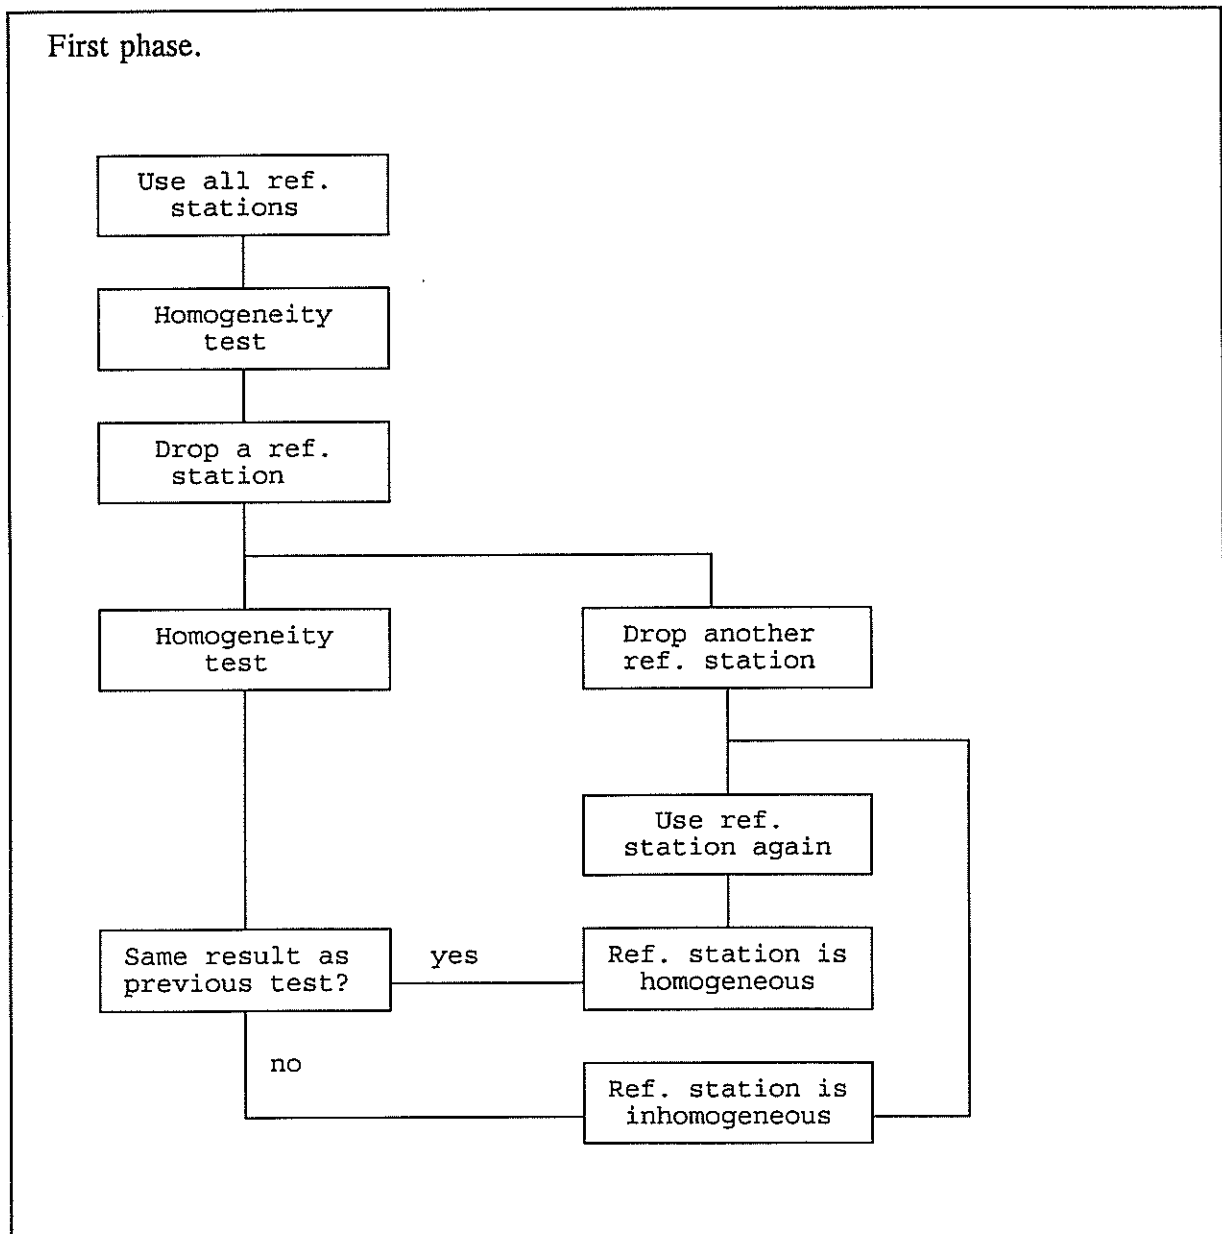 First phase.
Use all ref.
stations
Homogeneity
test
Drop a ref.
station
Homogeneity
test
Drop another
ref. station
Use ref.
station again
Same result as
previous test?
yes
Ref. station is
homogeneous
no
Ref. station is
inhomogeneous